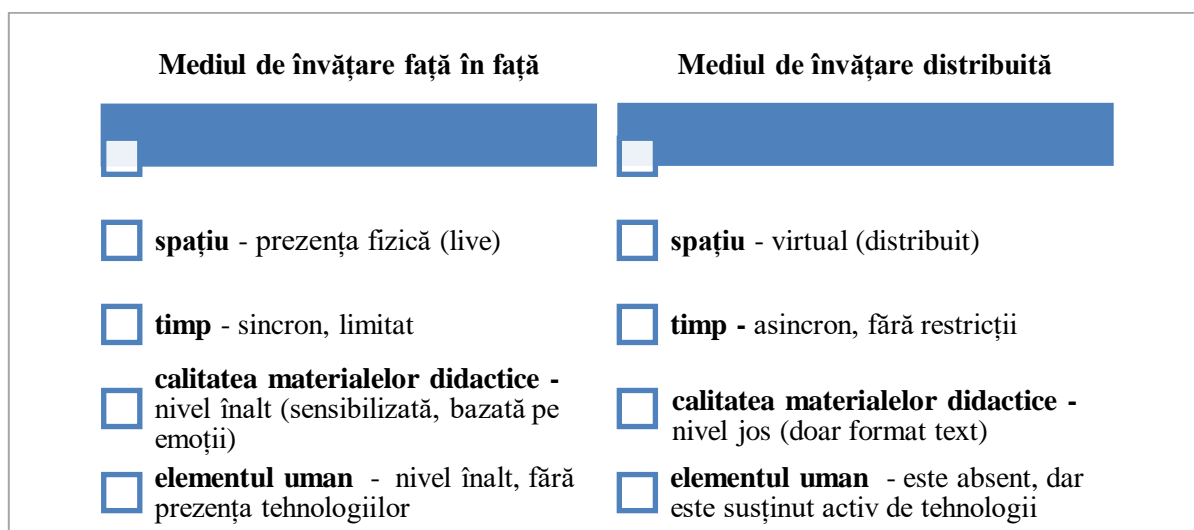 Mediul de învățare față în față
spațiu - prezența fizică (live)
timp - sincron, limitat
calitatea materialelor didactice -
nivel înalt (sensibilizată, bazată pe
emoții)
elementul uman - nivel înalt, fără
prezența tehnologiilor
Mediul de învățare distribuită
spațiu - virtual (distribuit)
timp - asincron, fără restricții
calitatea materialelor didactice -
nivel jos (doar format text)
elementul uman - este absent, dar
este susținut activ de tehnologii